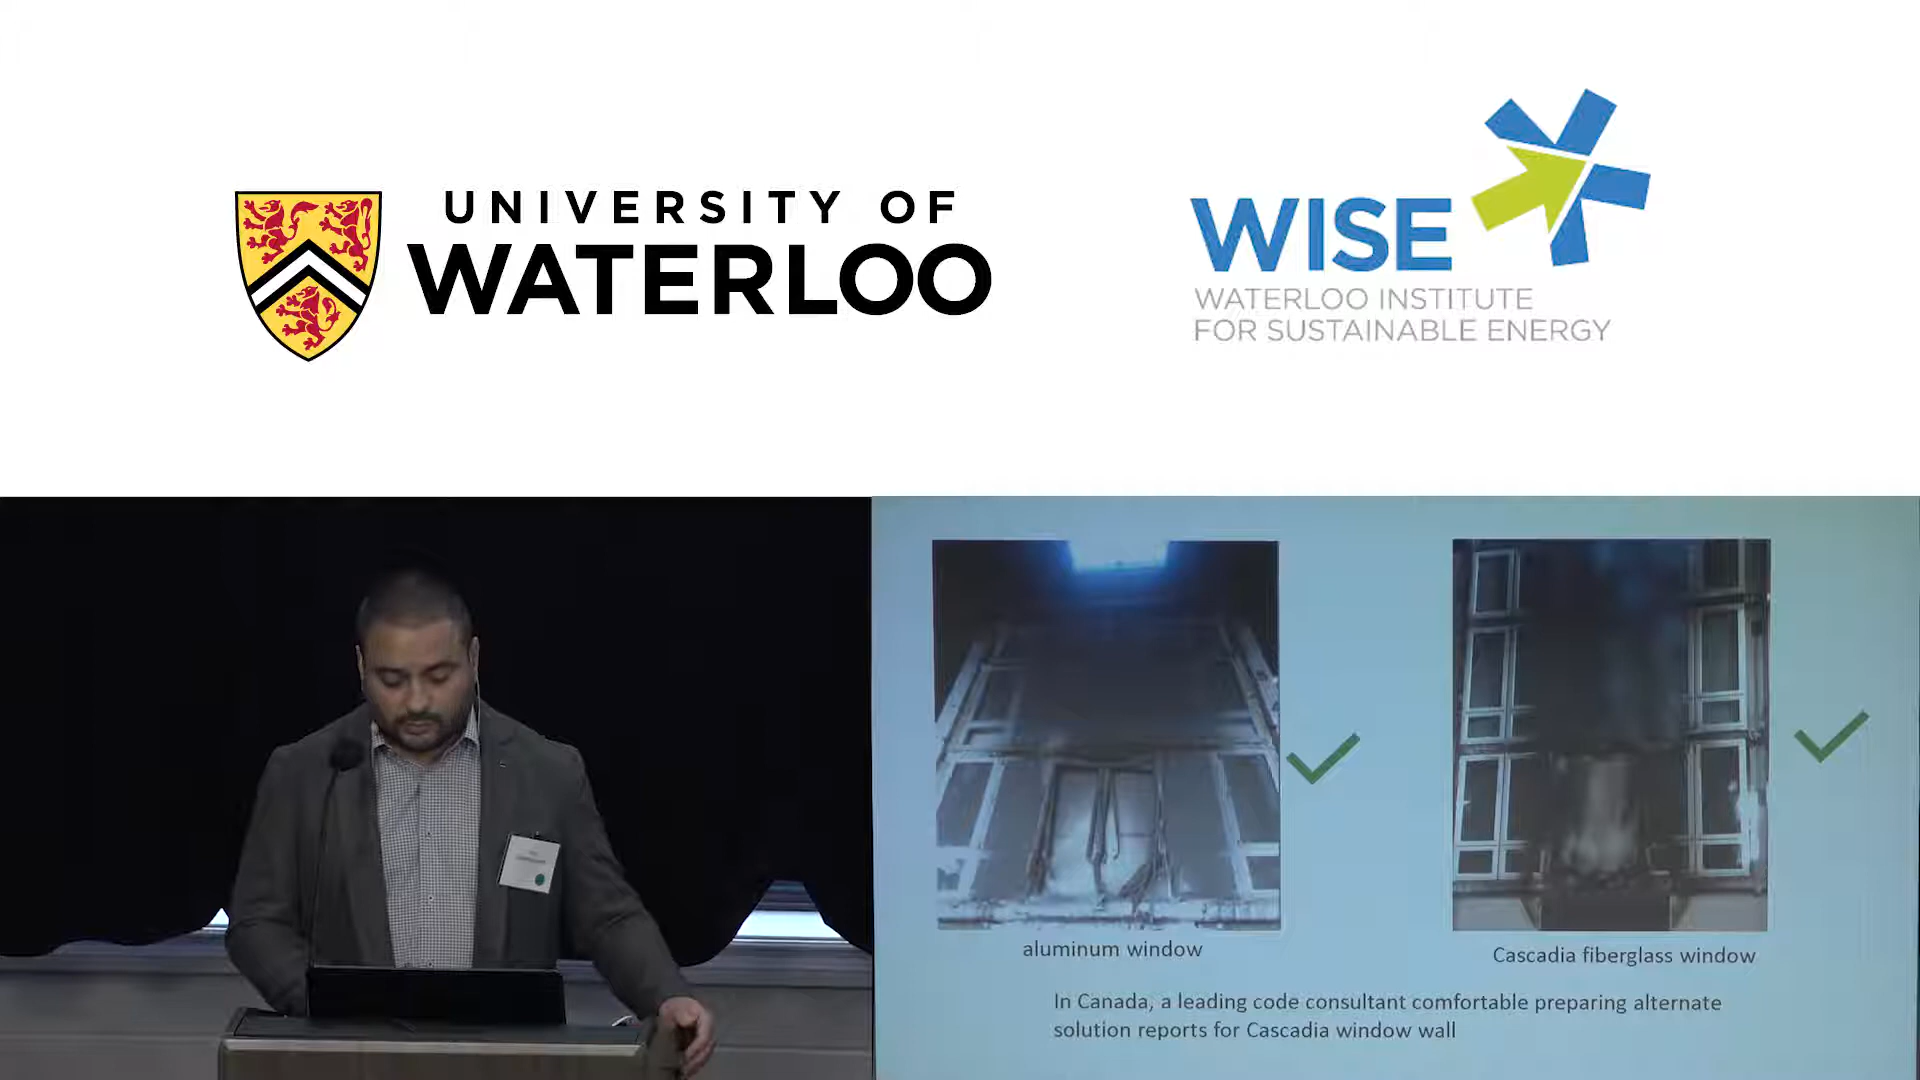 UNIVERSITY OF
WATERLOO
WISE
WATERLOO INSTITUTE
FOR SUSTAINABLE ENERGY
aluminum window
Cascadia fiberglass window
In Canada, a leading code consultant comfortable preparing alternate
solution reports for Cascadia window wall